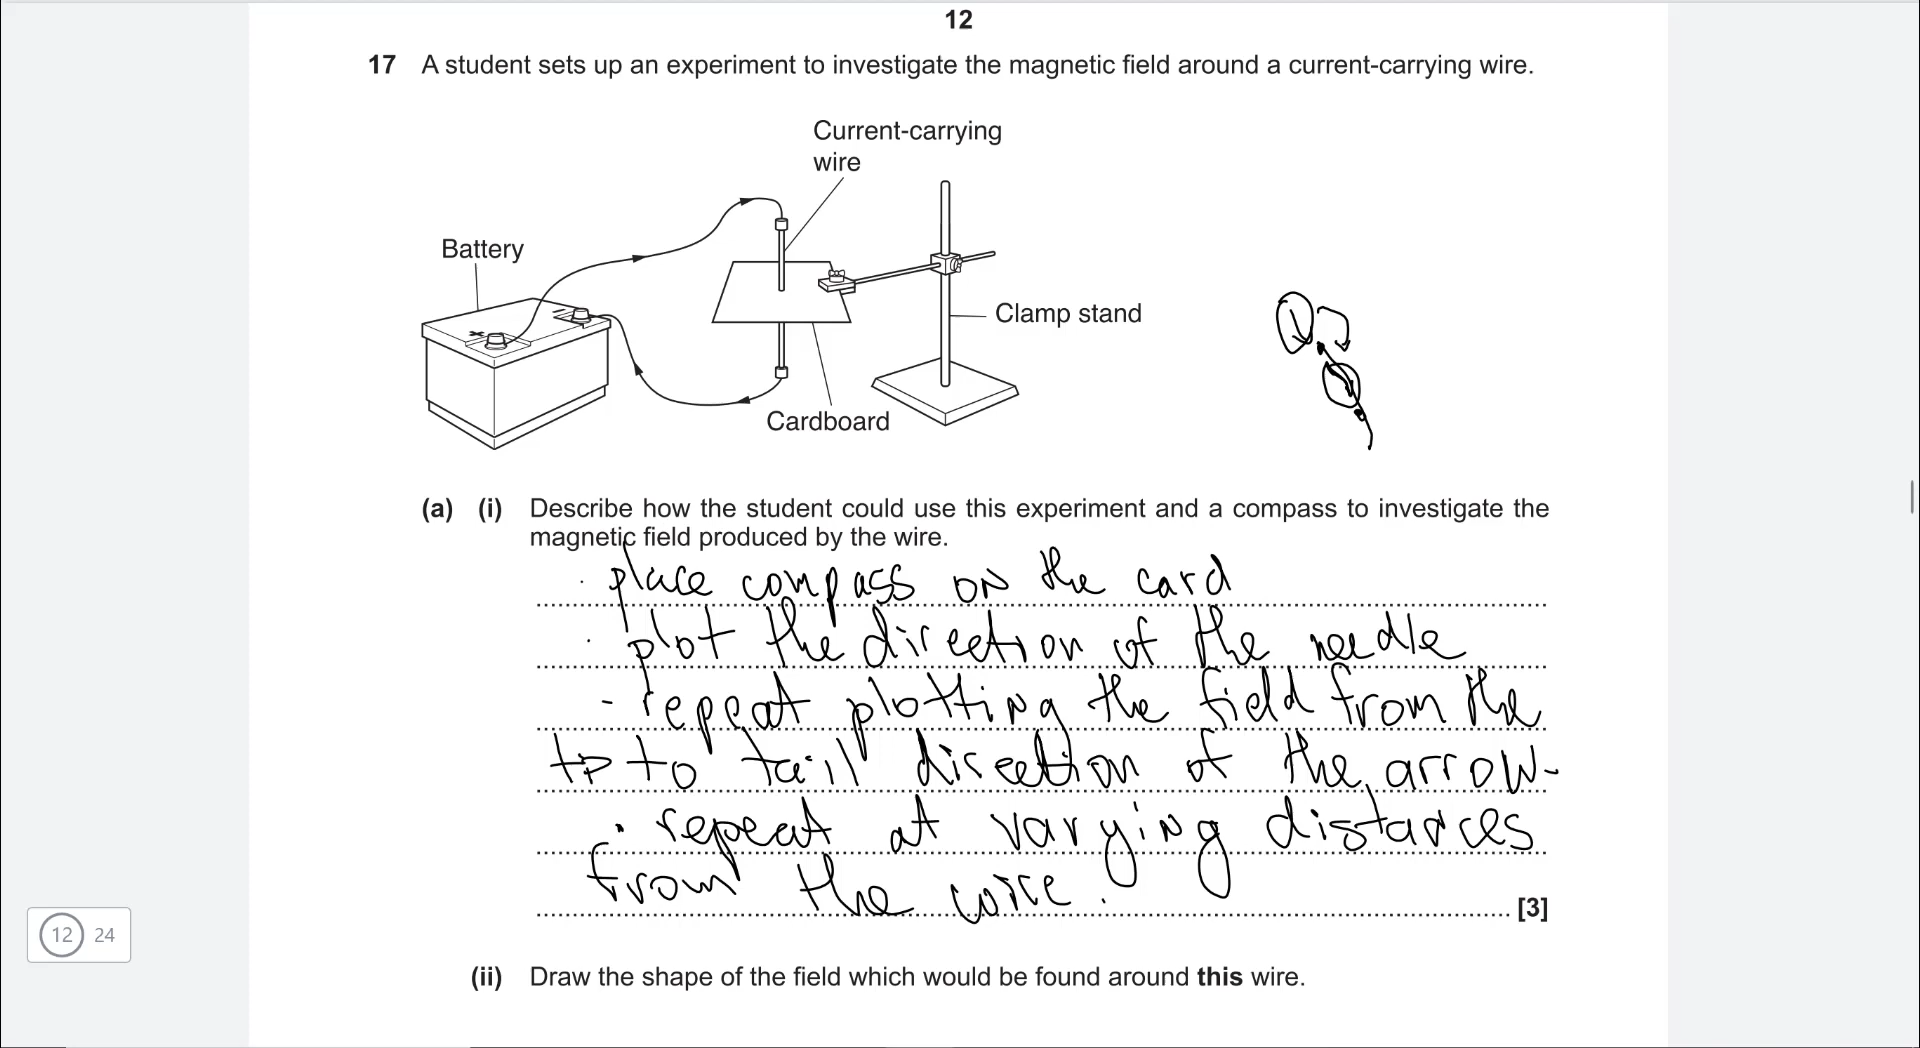 12
17 A student sets up an experiment to investigate the magnetic field around a current-carrying wire.
Current-carrying
wire
Battery
+
–
Clamp stand
Cardboard
(a) (i) Describe how the student could use this experiment and a compass to investigate the
magnetic field produced by the wire.
· place compass on the card
· plot the direction of the needle
- repeat plotting the field from the
tip to tail direction of the arrow.
· repeat at varying distances
from the wire. [3]
(ii) Draw the shape of the field which would be found around this wire.
12 24